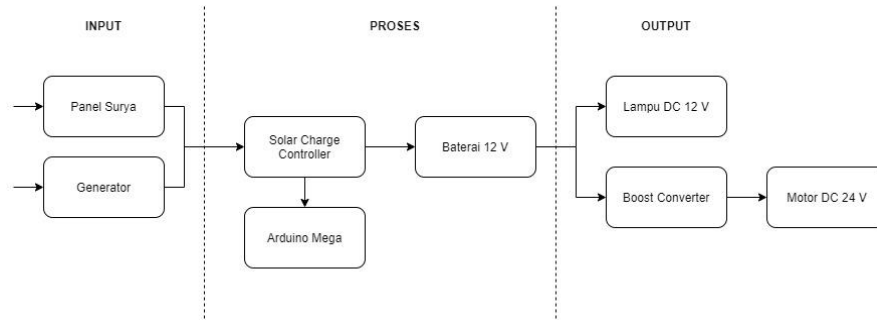 INPUT
PROSES
OUTPUT
Panel Surya
Generator
Solar Charge
Controller
Arduino Mega
Baterai 12 V
Lampu DC 12 V
Boost Converter
Motor DC 24 V